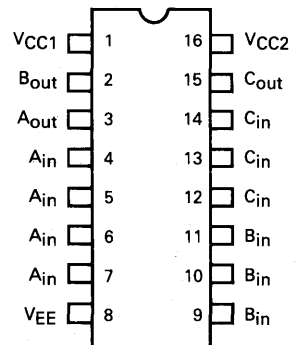 VCC1 1 16 VCC2
Bout 2 15 Cout
Aout 3 14 Cin
Ain 4 13 Cin
Ain 5 12 Cin
Ain 6 11 Bin
Ain 7 10 Bin
VEE 8 9 Bin